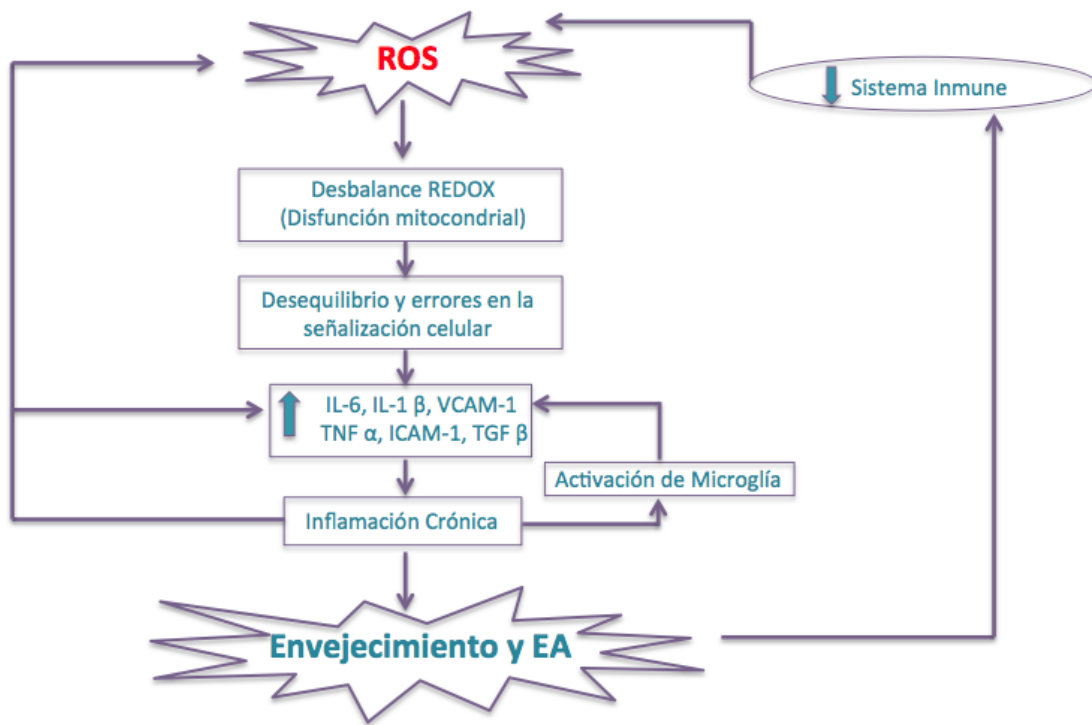 ROS
Sistema Inmune
Desbalance REDOX
(Disfunción mitocondrial)
Desequilibrio y errores en la
señalización celular
IL-6, IL-1 β, VCAM-1
TNF α, ICAM-1, TGF β
Activación de Microglía
Inflamación Crónica
Envejecimiento y EA